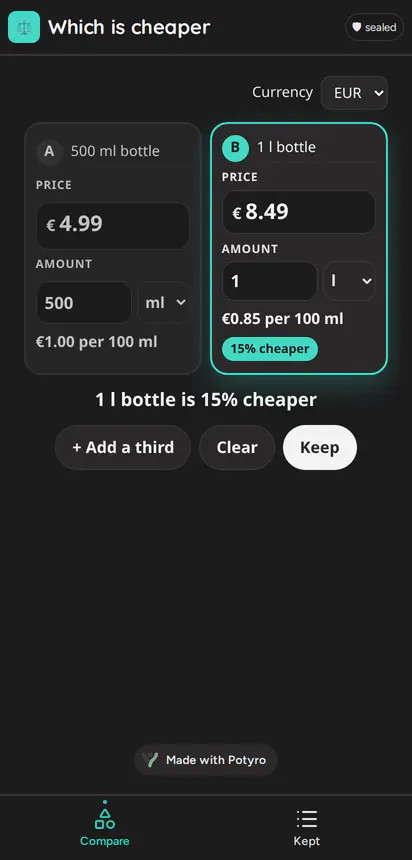 Which is cheaper
sealed
Currency EUR
A 500 ml bottle
PRICE
€ 4.99
AMOUNT
500 ml
€1.00 per 100 ml
B 1 l bottle
PRICE
€ 8.49
AMOUNT
1 l
€0.85 per 100 ml
15% cheaper
1 l bottle is 15% cheaper
+ Add a third Clear Keep
Made with Potyro
Compare Kept